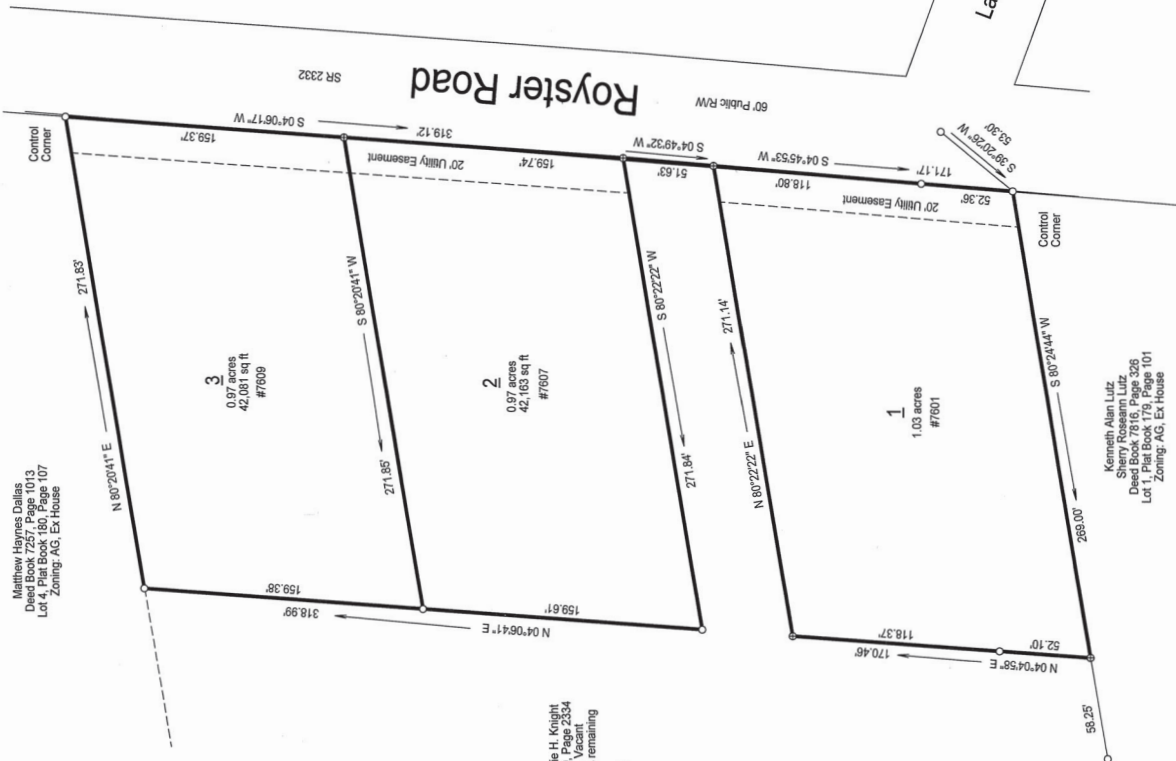 Matthew Haynes Dallas
Deed Book 7257, Page 1013
Lot 4, Plat Book 180, Page 107
Zoning: AG, Ex House
Control
Corner
SR 2332
Royster Road
60' Public R/W
La
S 04°06'17" W
159.37'
319.12'
159.74'
20' Utility Easement
N 80°20'41" E
271.83'
3
0.97 acres
42,081 sq ft
#7609
S 80°20'41" W
271.85'
159.38'
318.99'
N 04°06'41" E
159.61'
2
0.97 acres
42,163 sq ft
#7607
S 80°22'22" W
271.84'
S 04°49'32" W
51.63'
S 04°45'53" W
118.80'
171.17'
52.36'
20' Utility Easement
S 39°20'26" W
53.30'
N 80°22'22" E
271.14'
1
1.03 acres
#7601
118.37'
170.46'
N 04°04'58" E
52.10'
S 80°24'44" W
269.00'
58.25'
Control
Corner
Kenneth Alan Lutz
Sherry Roseann Lutz
Deed Book 7816, Page 326
Lot 1, Plat Book 179, Page 101
Zoning: AG, Ex House
ie H. Knight
, Page 2334
Vacant
remaining